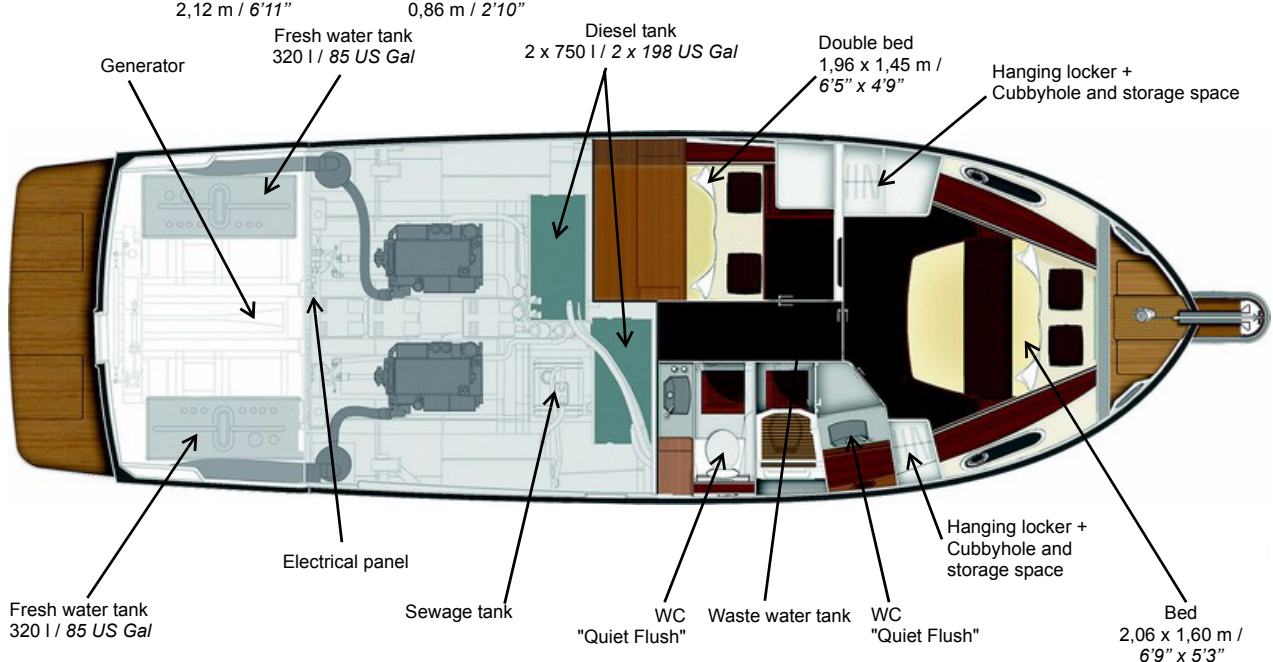 2,12 m / 6'11’’
0,86 m / 2'10’’
Fresh water tank
320 l / 85 US Gal
Diesel tank
2 x 750 l / 2 x 198 US Gal
Generator
Double bed
1,96 x 1,45 m /
6'5’’ x 4'9’’
Hanging locker +
Cubbyhole and storage space
Electrical panel
Hanging locker +
Cubbyhole and
storage space
Fresh water tank
320 l / 85 US Gal
Sewage tank
WC
"Quiet Flush"
Waste water tank
WC
"Quiet Flush"
Bed
2,06 x 1,60 m /
6'9’’ x 5'3’’